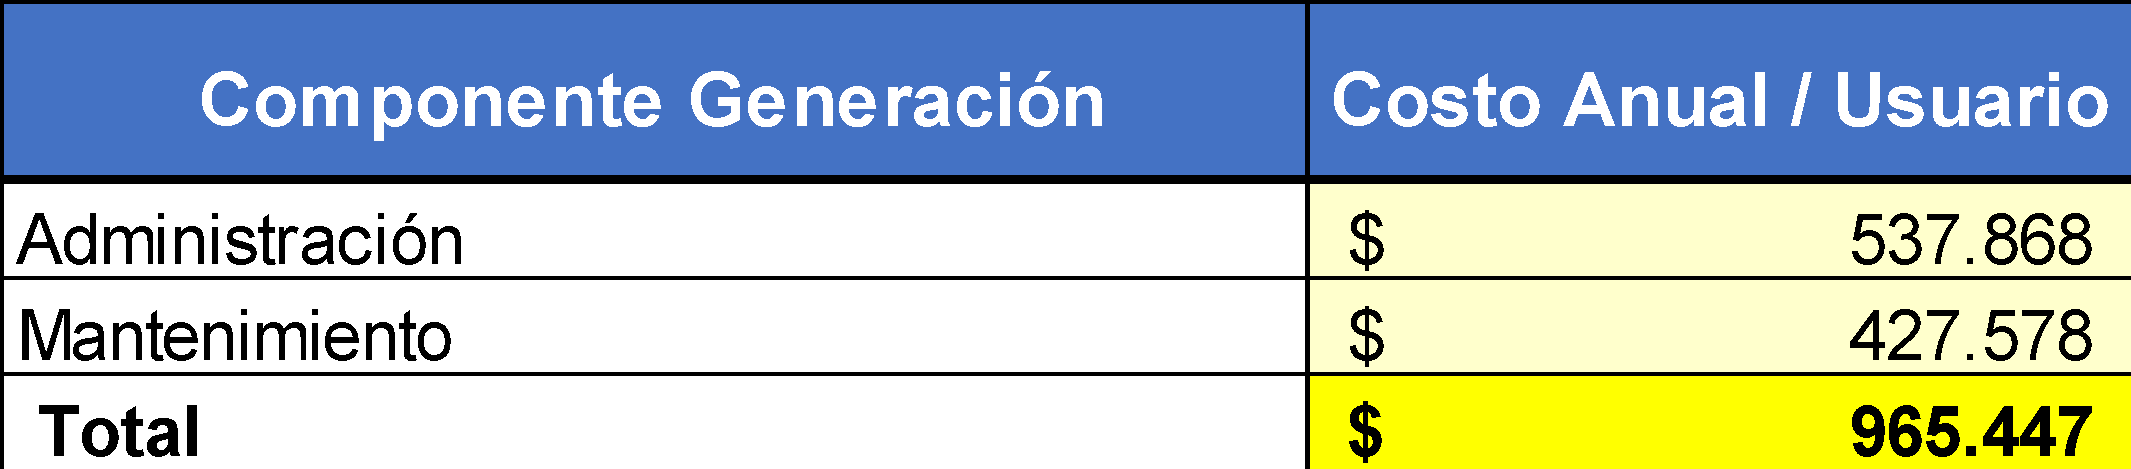 Componente Generación Costo Anual / Usuario
Administración $ 537.868
Mantenimiento $ 427.578
Total $ 965.447